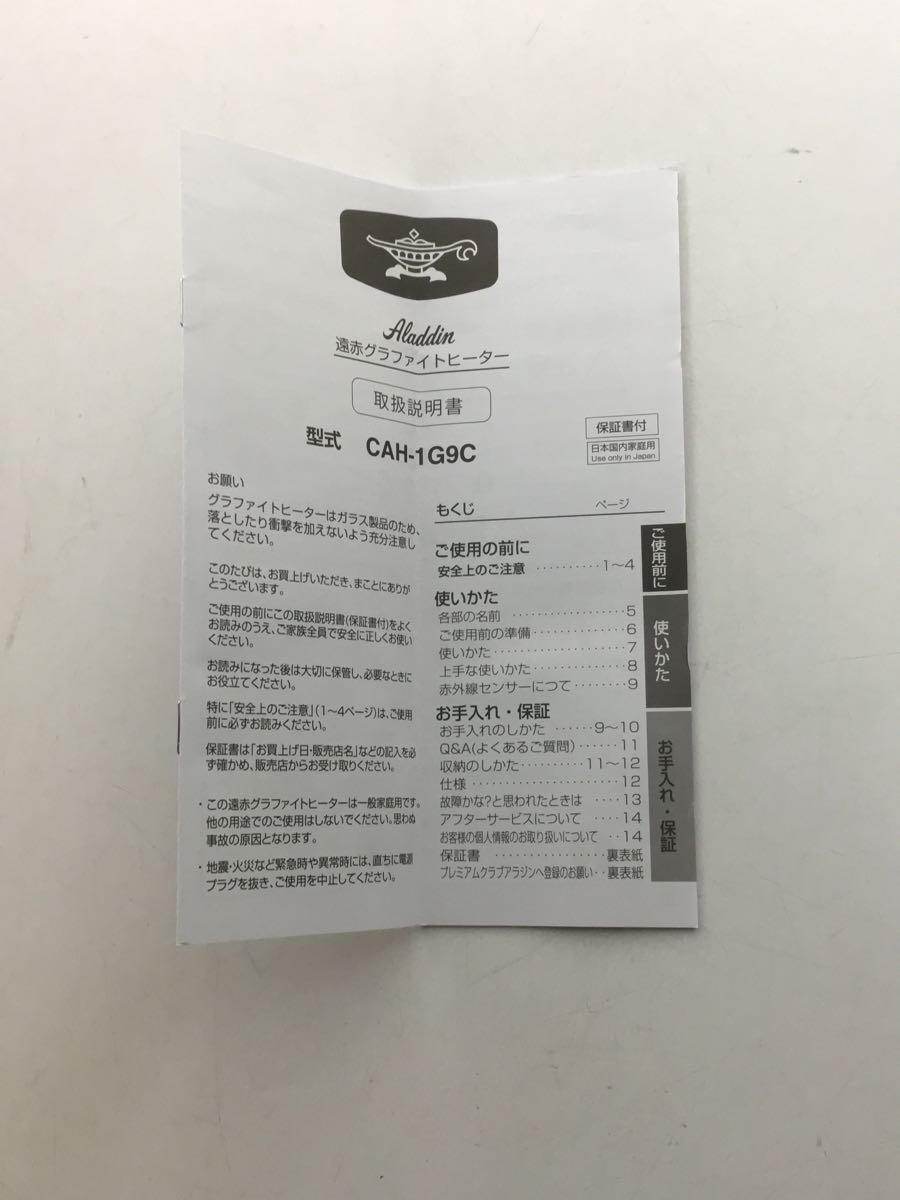 Aladdin
遠赤グラファイトヒーター
取扱説明書
型式 CAH-1G9C
保証書付
日本国内家庭用
Use only in Japan
お願い
グラファイトヒーターはガラス製品のため、
落としたり衝撃を加えないよう充分注意し
てください。
このたびは、お買上げいただき、まことにありが
とうございます。
ご使用の前にこの取扱説明書(保証書付)をよく
お読みのうえ、ご家族全員で安全に正しくお使い
ください。
お読みになった後は大切に保管し、必要なときに
お役立てください。
特に「安全上のご注意」(1〜4ページ)は、ご使用
前に必ずお読みください。
保証書は「お買上げ日・販売店名」などの記入を必
ず確かめ、販売店からお受け取りください。
・この遠赤グラファイトヒーターは一般家庭用です。
他の用途でのご使用はしないでください。思わぬ
事故の原因となります。
・地震・火災など緊急時や異常時には、直ちに電源
プラグを抜き、ご使用を中止してください。
もくじ ページ
ご使用の前に
安全上のご注意 ・・・・・・・・・・ 1〜4
使いかた
各部の名前 ・・・・・・・・・・・・・・・・・ 5
ご使用前の準備 ・・・・・・・・・・・・・・ 6
使いかた ・・・・・・・・・・・・・・・・・・・・ 7
上手な使いかた ・・・・・・・・・・・・・・ 8
赤外線センサーにつて ・・・・・・・・ 9
お手入れ・保証
お手入れのしかた ・・・・・・ 9〜10
Q&A(よくあるご質問) ・・・・・・ 11
収納のしかた ・・・・・・・・・・ 11〜12
仕様 ・・・・・・・・・・・・・・・・・・・・・・・ 12
故障かな?と思われたときは ・・・・ 13
アフターサービスについて ・・・・ 14
お客様の個人情報のお取り扱いについて ・・ 14
保証書 ・・・・・・・・・・・・・・・・・ 裏表紙
プレミアムクラブアラジンへ登録のお願い ・・ 裏表紙
ご使用前に
使いかた
お手入れ・保証